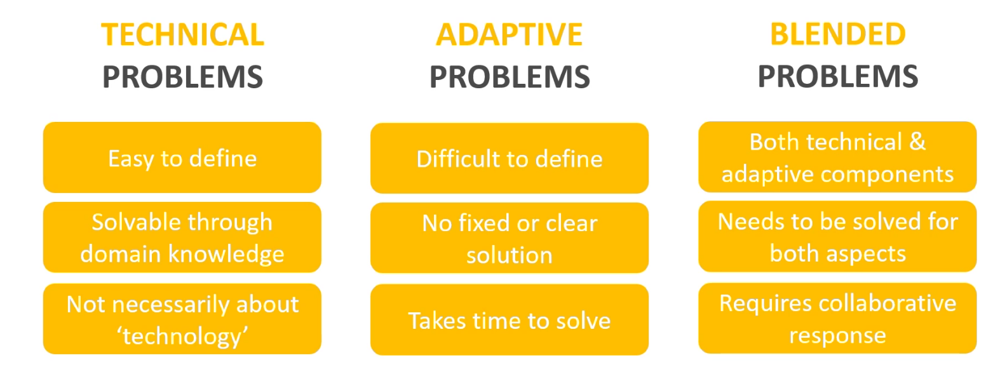 TECHNICAL
PROBLEMS
Easy to define
Solvable through
domain knowledge
Not necessarily about
‘technology’
ADAPTIVE
PROBLEMS
Difficult to define
No fixed or clear
solution
Takes time to solve
BLENDED
PROBLEMS
Both technical &
adaptive components
Needs to be solved for
both aspects
Requires collaborative
response